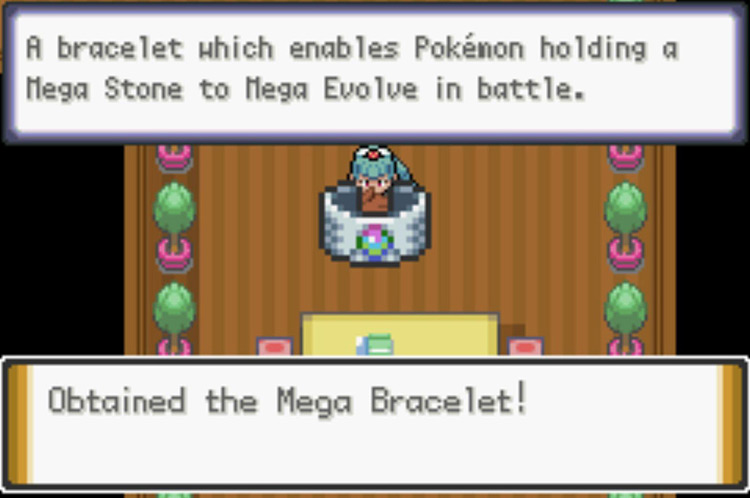 A bracelet which enables Pokémon holding a
Mega Stone to Mega Evolve in battle.
Obtained the Mega Bracelet!